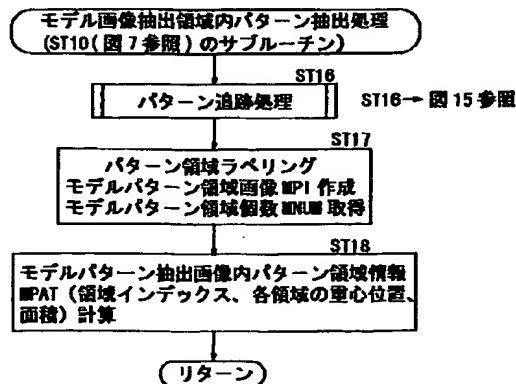 モデル画像抽出領域内パターン抽出処理
(ST10(図7参照)のサブルーチン)
ST16
パターン追跡処理
ST16→図15参照
ST17
パターン領域ラベリング
モデルパターン領域画像MPI作成
モデルパターン領域個数MNUM取得
ST18
モデルパターン抽出画像内パターン領域情報
MPAT(領域インデックス、各領域の重心位置、
面積)計算
リターン